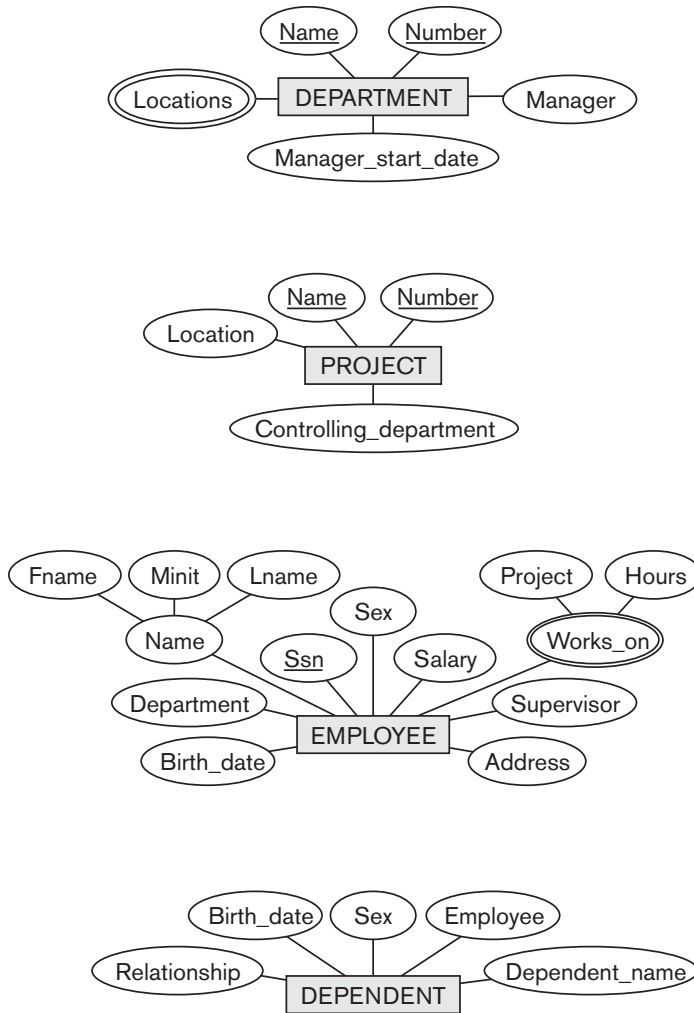 Name Number
Locations DEPARTMENT Manager
Manager_start_date
Name Number
Location
PROJECT
Controlling_department
Fname Minit Lname Project Hours
Sex
Name Works_on
Ssn Salary
Department Supervisor
EMPLOYEE
Birth_date Address
Birth_date Sex Employee
Relationship Dependent_name
DEPENDENT